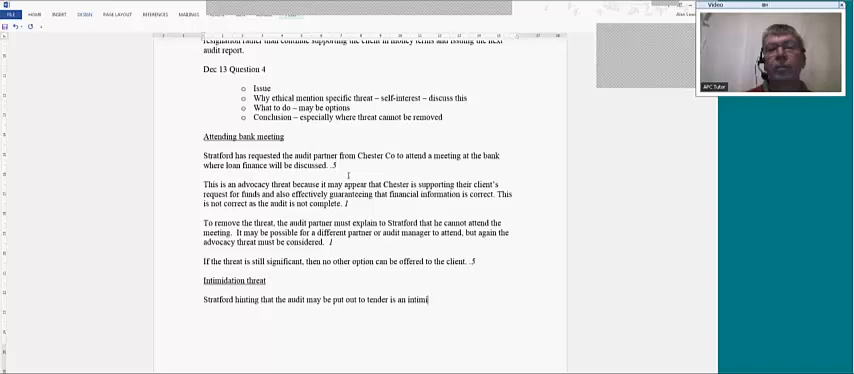 FILE HOME INSERT DESIGN PAGE LAYOUT REFERENCES MAILINGS
Video
APC Tutor
resignation rather than continue supporting the client in money terms and issuing the next
audit report.
Dec 13 Question 4
o Issue
o Why ethical mention specific threat – self-interest – discuss this
o What to do – may be options
o Conclusion – especially where threat cannot be removed
Attending bank meeting
Stratford has requested the audit partner from Chester Co to attend a meeting at the bank
where loan finance will be discussed. .5
This is an advocacy threat because it may appear that Chester is supporting their client's
request for funds and also effectively guaranteeing that financial information is correct. This
is not correct as the audit is not complete. 1
To remove the threat, the audit partner must explain to Stratford that he cannot attend the
meeting. It may be possible for a different partner or audit manager to attend, but again the
advocacy threat must be considered. 1
If the threat is still significant, then no other option can be offered to the client. .5
Intimidation threat
Stratford hinting that the audit may be put out to tender is an intimi